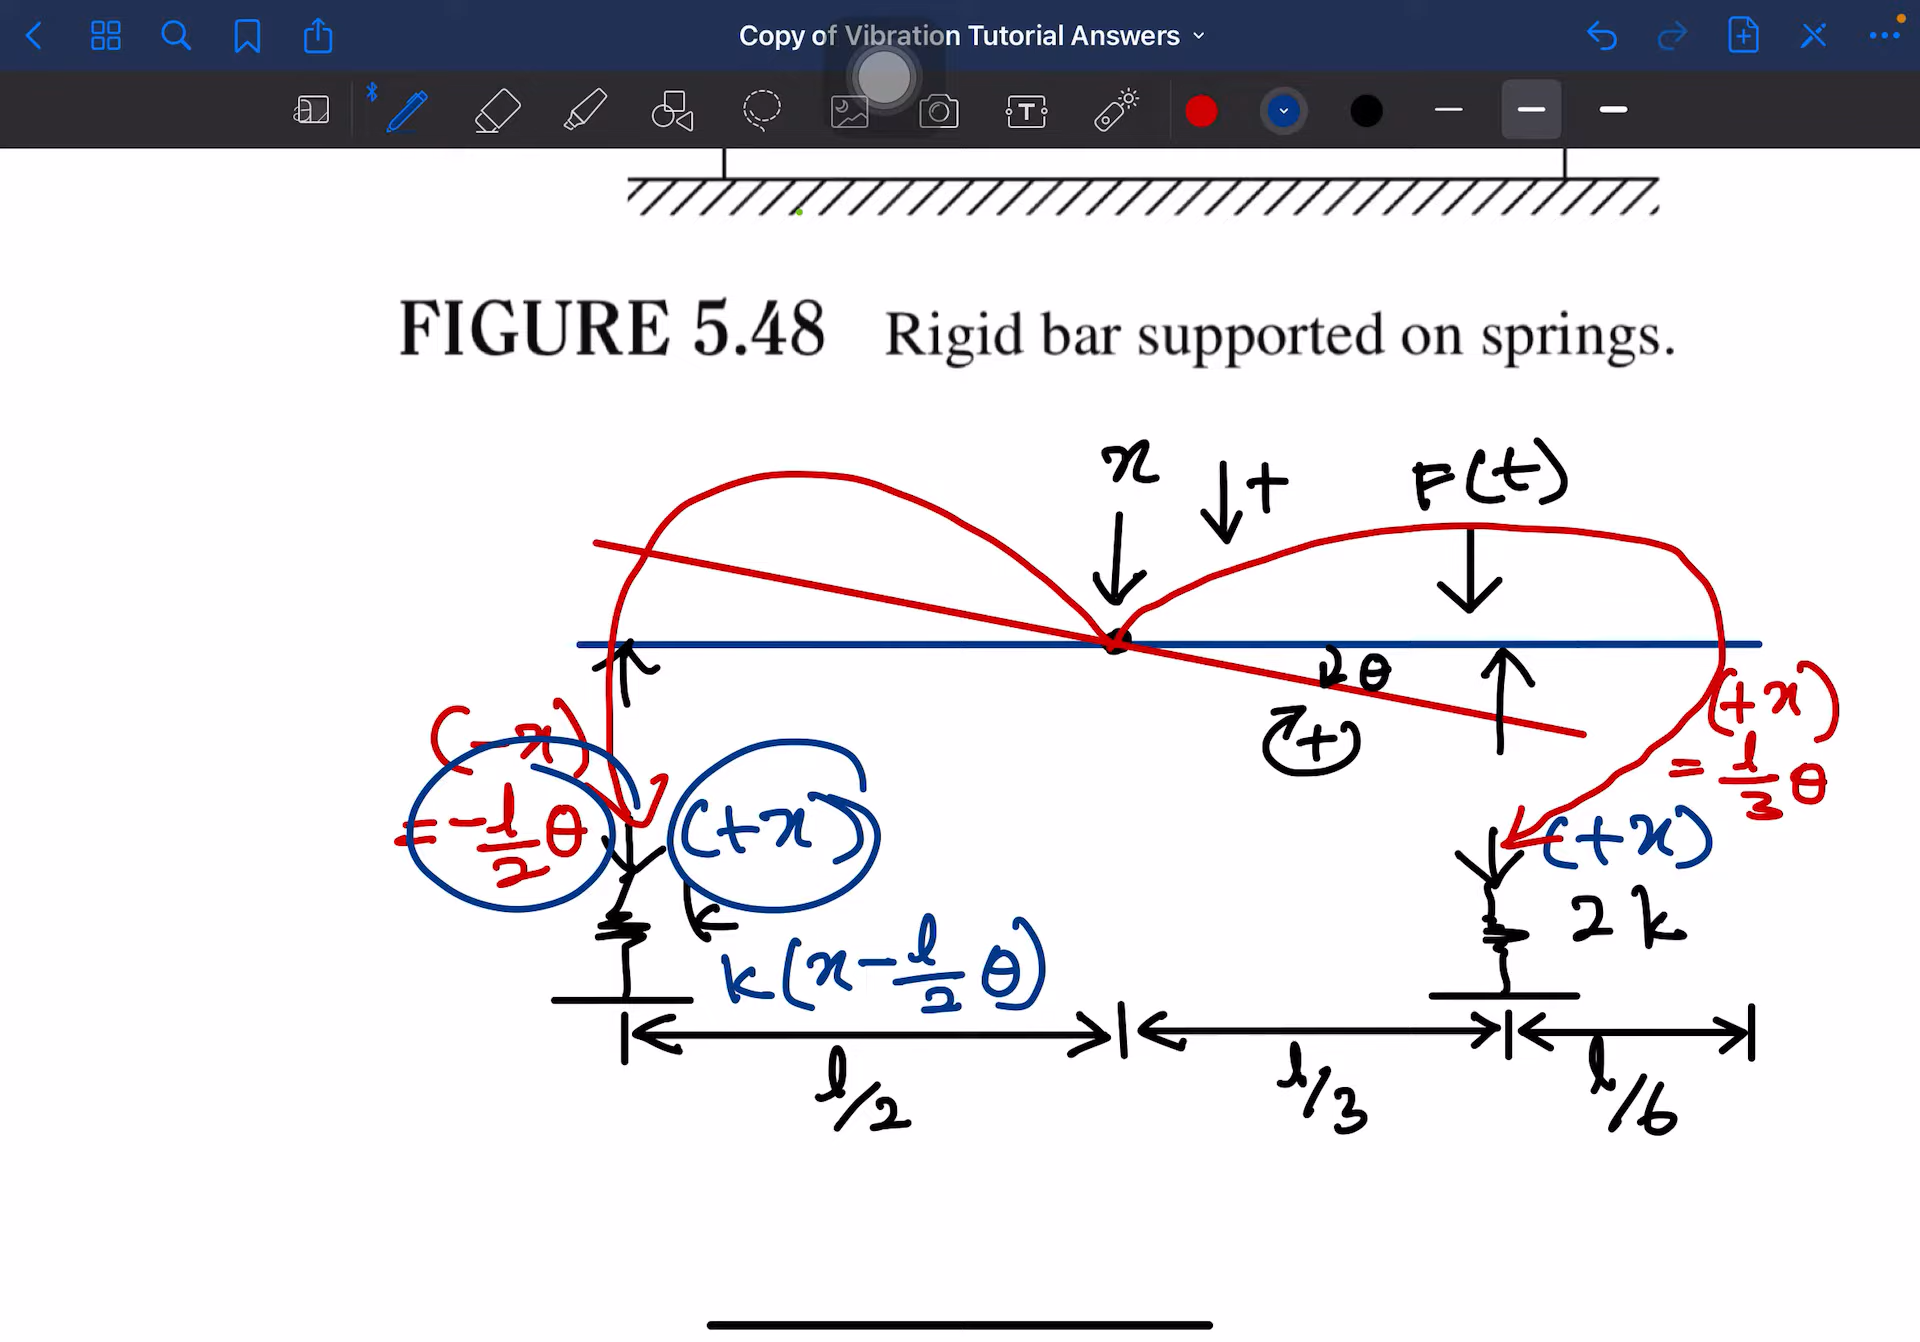 Copy of Vibration Tutorial Answers
T
FIGURE 5.48 Rigid bar supported on springs.
x ↓+ F(t)
θ
(+)
(-x)
= -l/2 θ
(+x)
(+x)
= l/3 θ
(+x)
2k
k(x - l/2 θ)
l/2 l/3 l/6